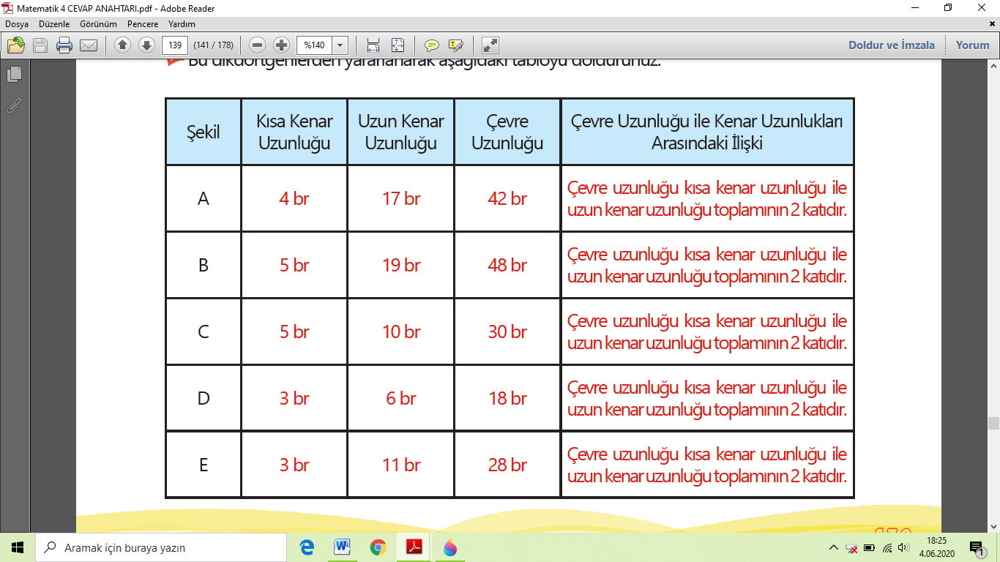 Matematik 4 CEVAP ANAHTARI.pdf - Adobe Reader
Dosya Düzenle Görünüm Pencere Yardım
139 (141 / 178) %140 Doldur ve İmzala Yorum
Bu dikdörtgenlerden yararlanarak aşağıdaki tabloyu doldurunuz.
Şekil
Kısa Kenar
Uzunluğu
Uzun Kenar
Uzunluğu
Çevre
Uzunluğu
Çevre Uzunluğu ile Kenar Uzunlukları
Arasındaki İlişki
A
4 br
17 br
42 br
Çevre uzunluğu kısa kenar uzunluğu ile
uzun kenar uzunluğu toplamının 2 katıdır.
B
5 br
19 br
48 br
Çevre uzunluğu kısa kenar uzunluğu ile
uzun kenar uzunluğu toplamının 2 katıdır.
C
5 br
10 br
30 br
Çevre uzunluğu kısa kenar uzunluğu ile
uzun kenar uzunluğu toplamının 2 katıdır.
D
3 br
6 br
18 br
Çevre uzunluğu kısa kenar uzunluğu ile
uzun kenar uzunluğu toplamının 2 katıdır.
E
3 br
11 br
28 br
Çevre uzunluğu kısa kenar uzunluğu ile
uzun kenar uzunluğu toplamının 2 katıdır.
Aramak için buraya yazın
18:25
4.06.2020